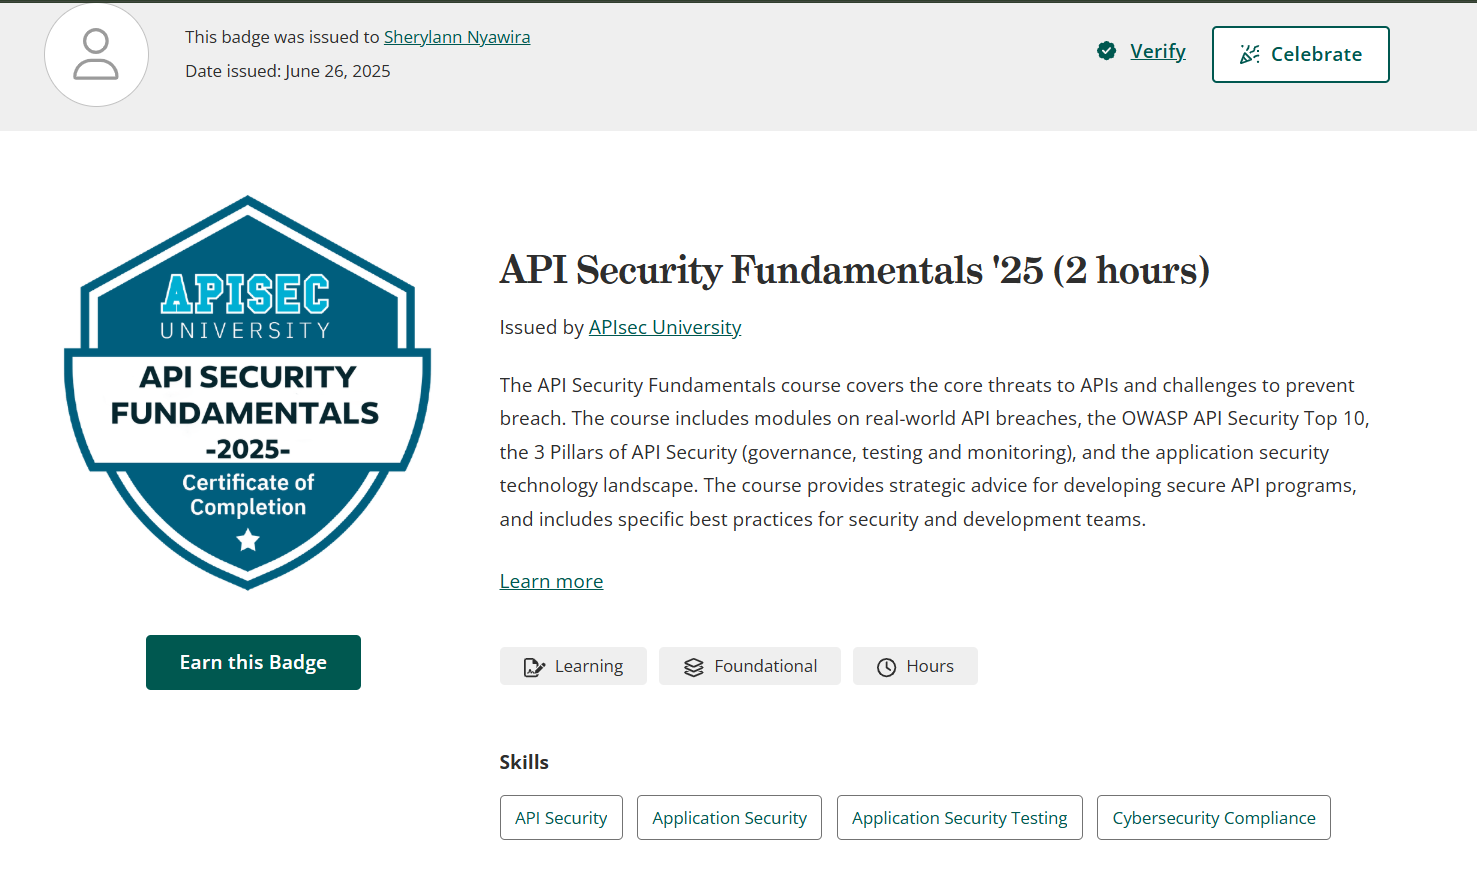 This badge was issued to Sherylann Nyawira
Date issued: June 26, 2025
Verify
Celebrate
APISEC
UNIVERSITY
API SECURITY
FUNDAMENTALS
-2025-
Certificate of
Completion
Earn this Badge
API Security Fundamentals '25 (2 hours)
Issued by APIsec University
The API Security Fundamentals course covers the core threats to APIs and challenges to prevent
breach. The course includes modules on real-world API breaches, the OWASP API Security Top 10,
the 3 Pillars of API Security (governance, testing and monitoring), and the application security
technology landscape. The course provides strategic advice for developing secure API programs,
and includes specific best practices for security and development teams.
Learn more
Learning
Foundational
Hours
Skills
API Security
Application Security
Application Security Testing
Cybersecurity Compliance